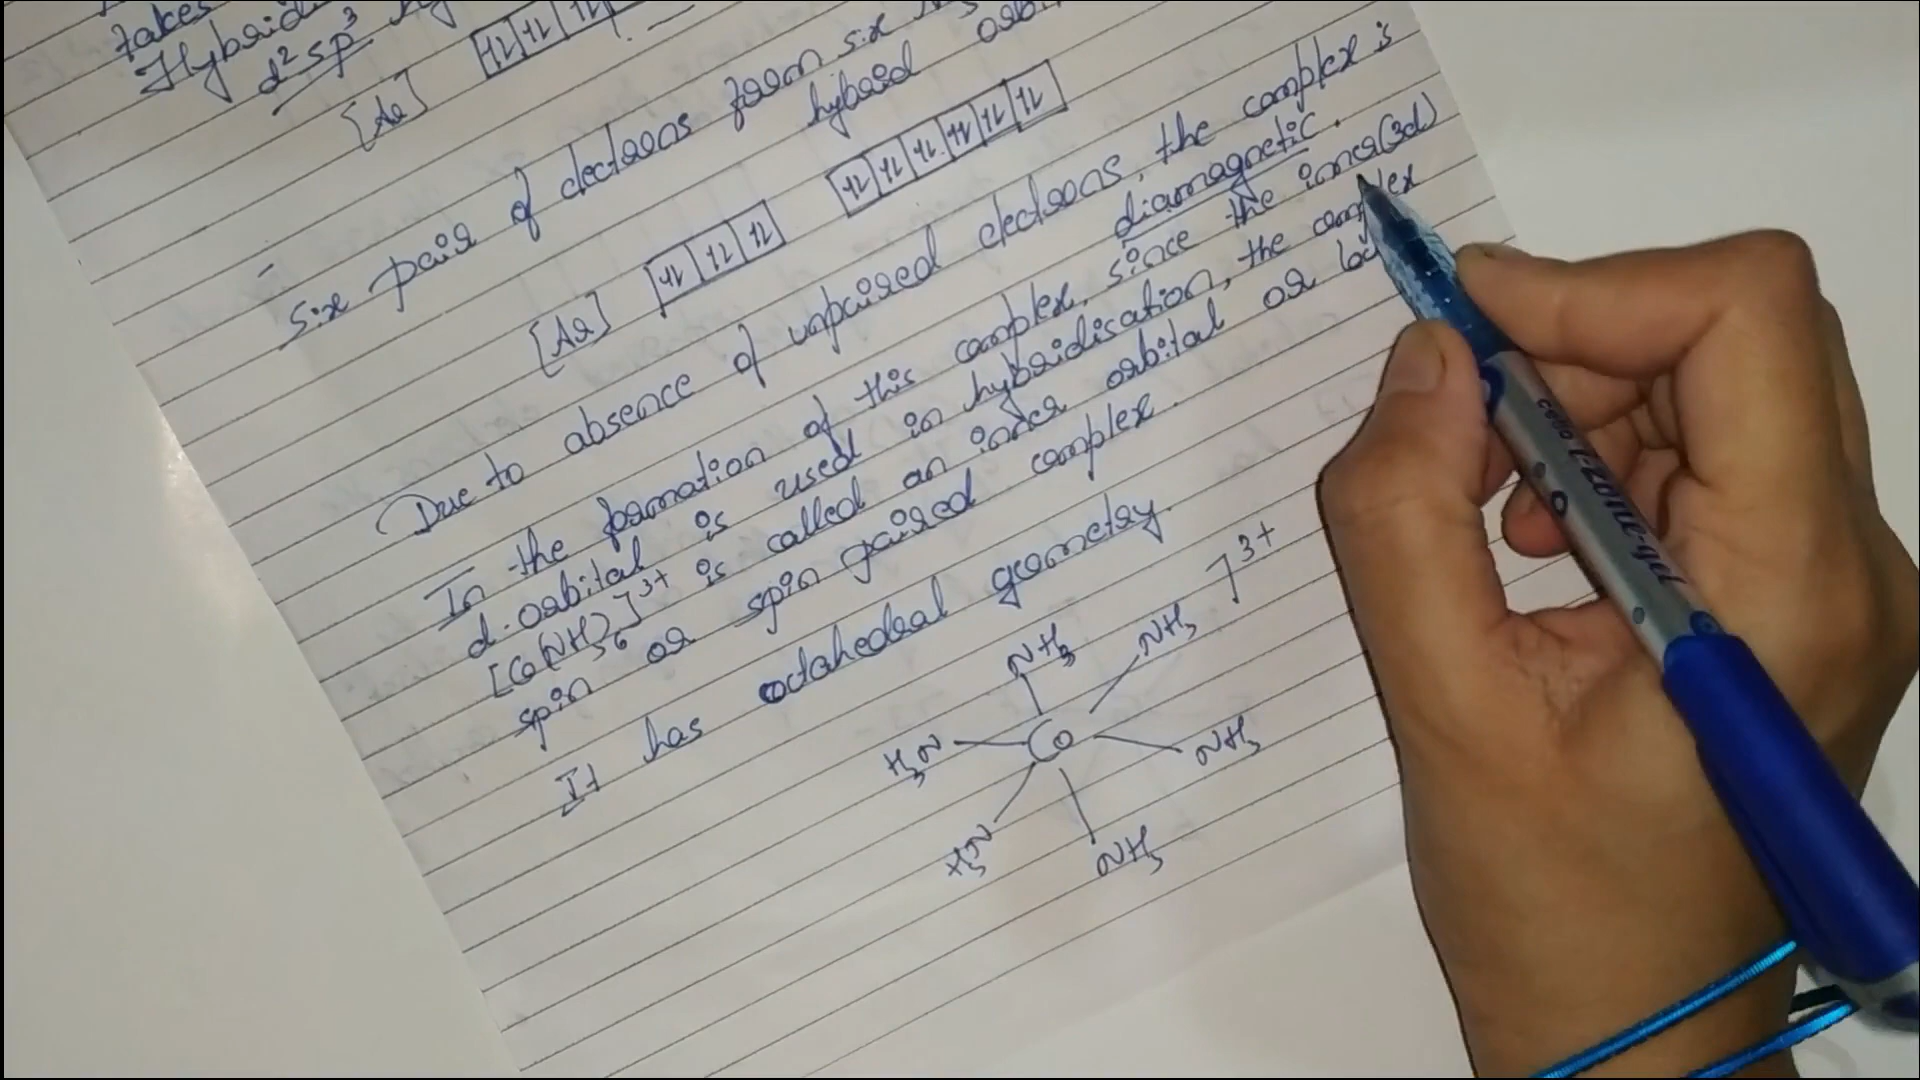 takes
Hybridi
d²sp³
[Ar]
Six pair of electrons from six
hybrid
[Ar]
Due to absence of unpaired electrons, the complex is
diamagnetic.
In the formation of this complex, since the inner (3d)
d. orbital is used in hybridisation, the complex
[Co(NH3)6]3+ is called an inner orbital or
spin or spin paired complex.
It has octahedral geometry.
NH3 NH3 ]3+
H3N Co NH3
H3N NH3
cello t-zone-gel